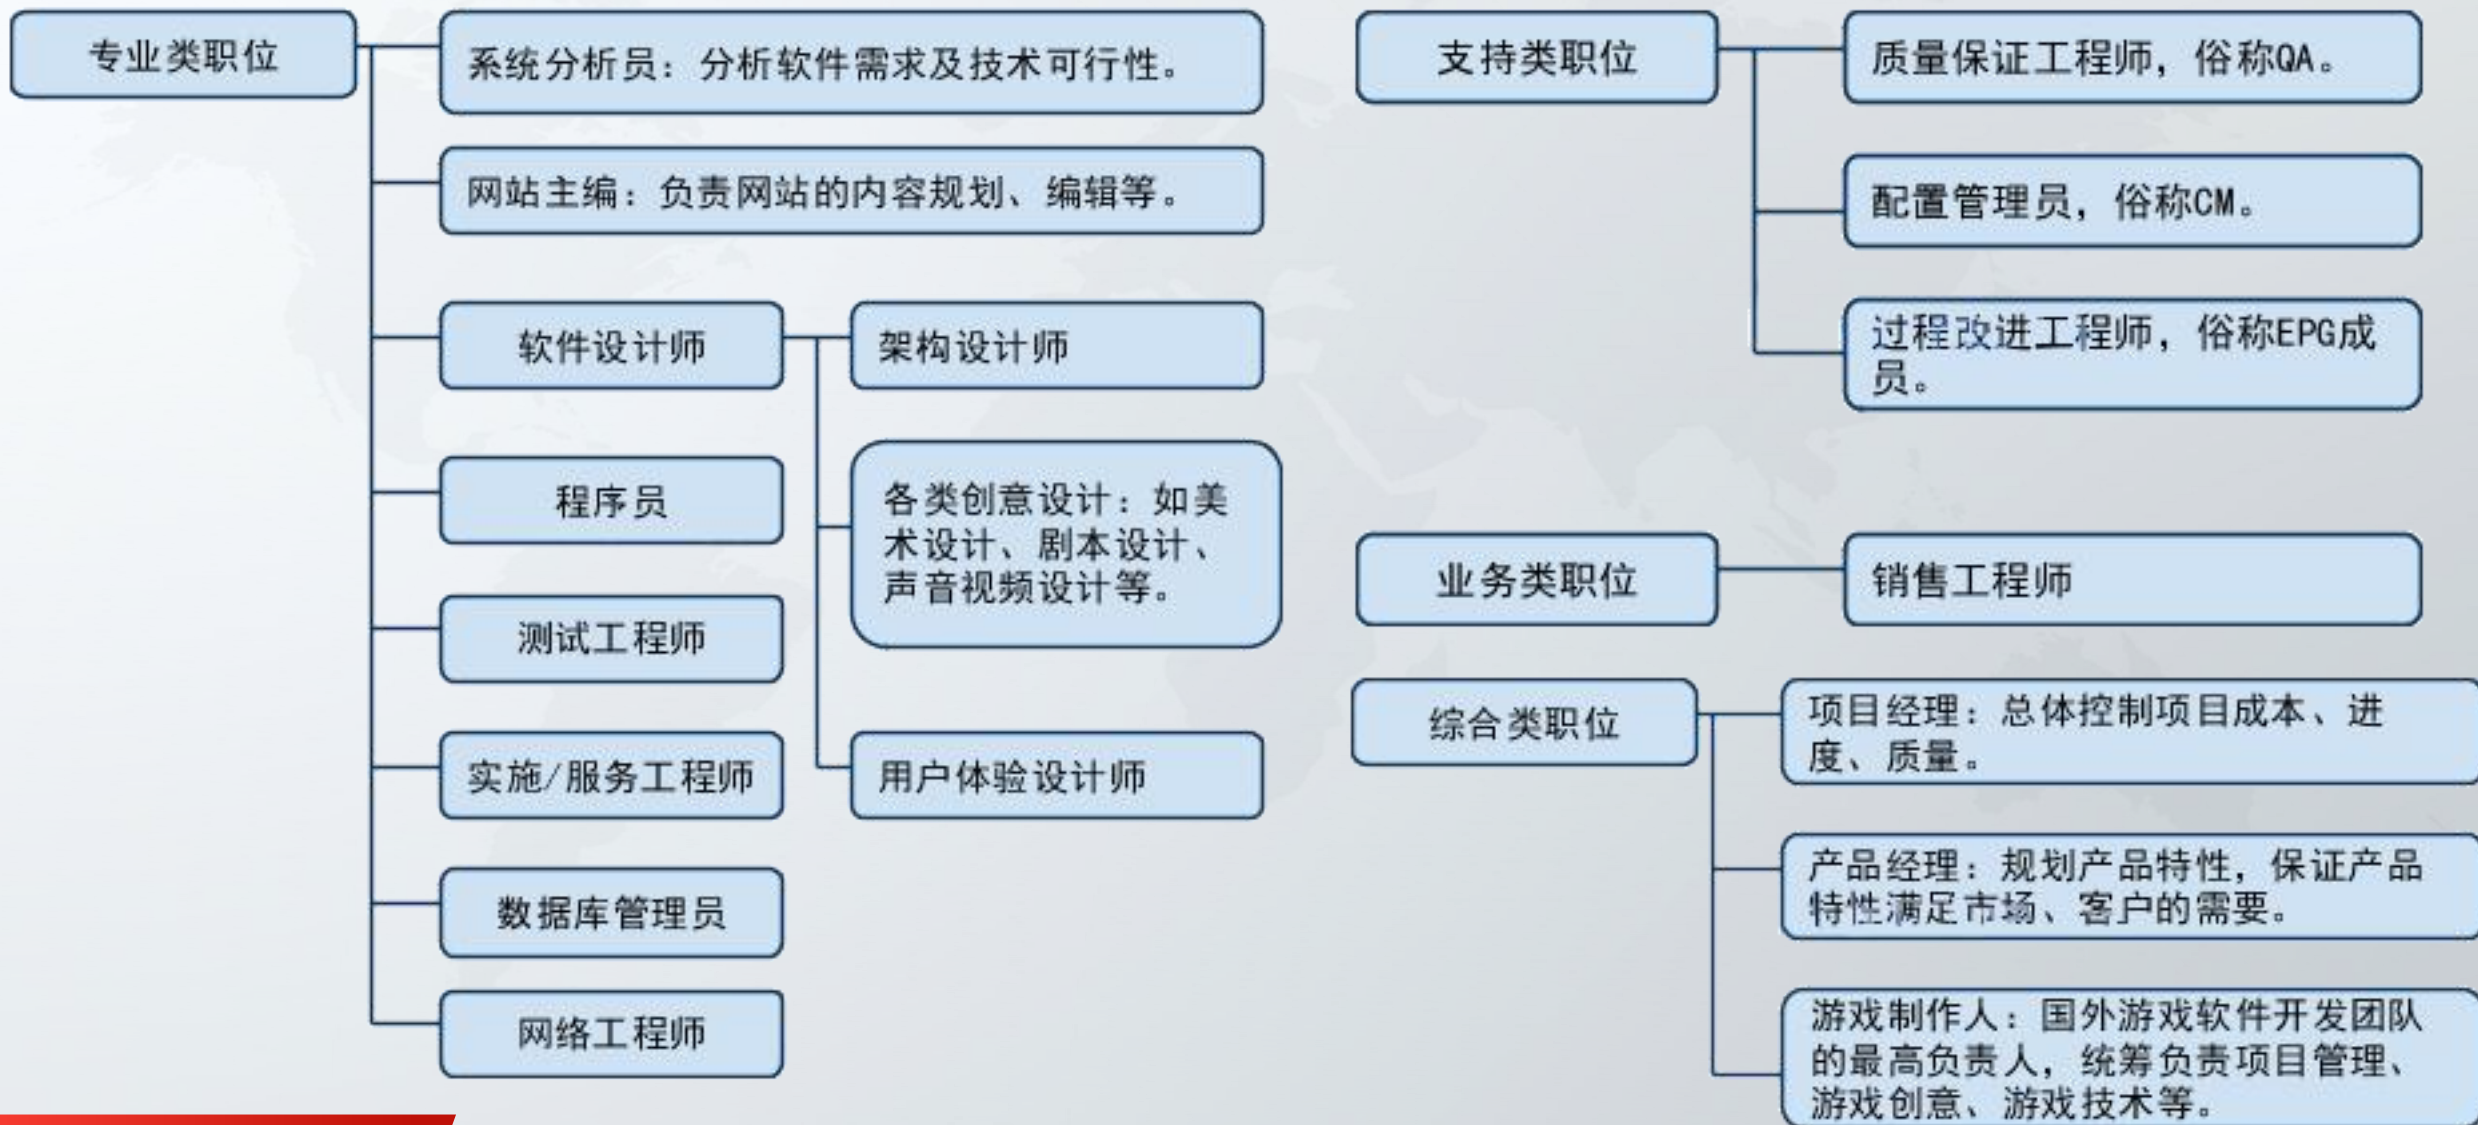 专业类职位
系统分析员：分析软件需求及技术可行性。
网站主编：负责网站的内容规划、编辑等。
软件设计师
架构设计师
各类创意设计：如美
术设计、剧本设计、
声音视频设计等。
用户体验设计师
程序员
测试工程师
实施/服务工程师
数据库管理员
网络工程师
支持类职位
质量保证工程师，俗称QA。
配置管理员，俗称CM。
过程改进工程师，俗称EPG成
员。
业务类职位
销售工程师
综合类职位
项目经理：总体控制项目成本、进
度、质量。
产品经理：规划产品特性，保证产品
特性满足市场、客户的需要。
游戏制作人：国外游戏软件开发团队
的最高负责人，统筹负责项目管理、
游戏创意、游戏技术等。